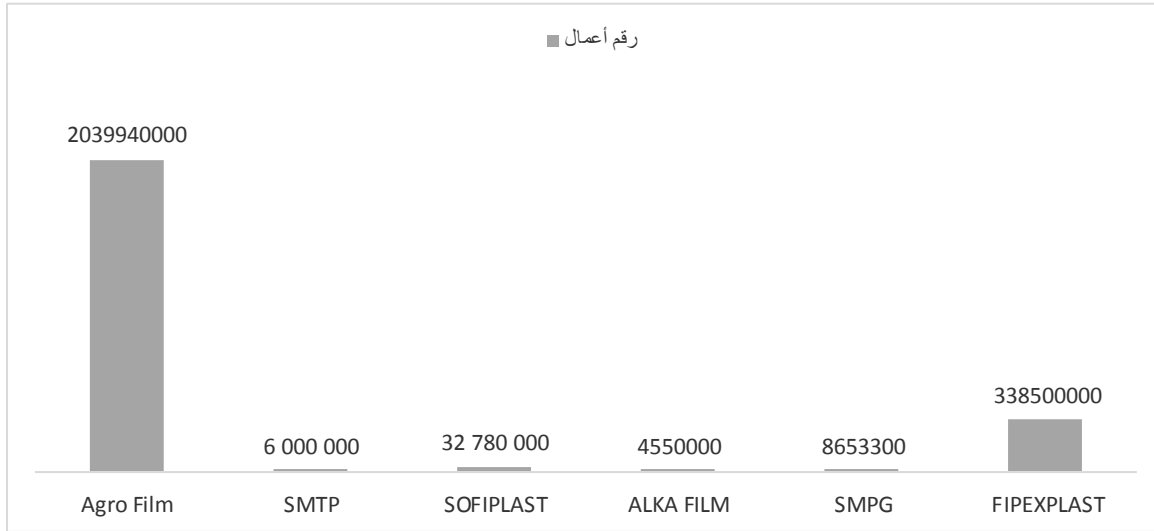 رقم أعمال
2039940000
338500000
6 000 000
32 780 000
4550000
8653300
Agro Film
SMTP
SOFIPLAST
ALKA FILM
SMPG
FIPEXPLAST